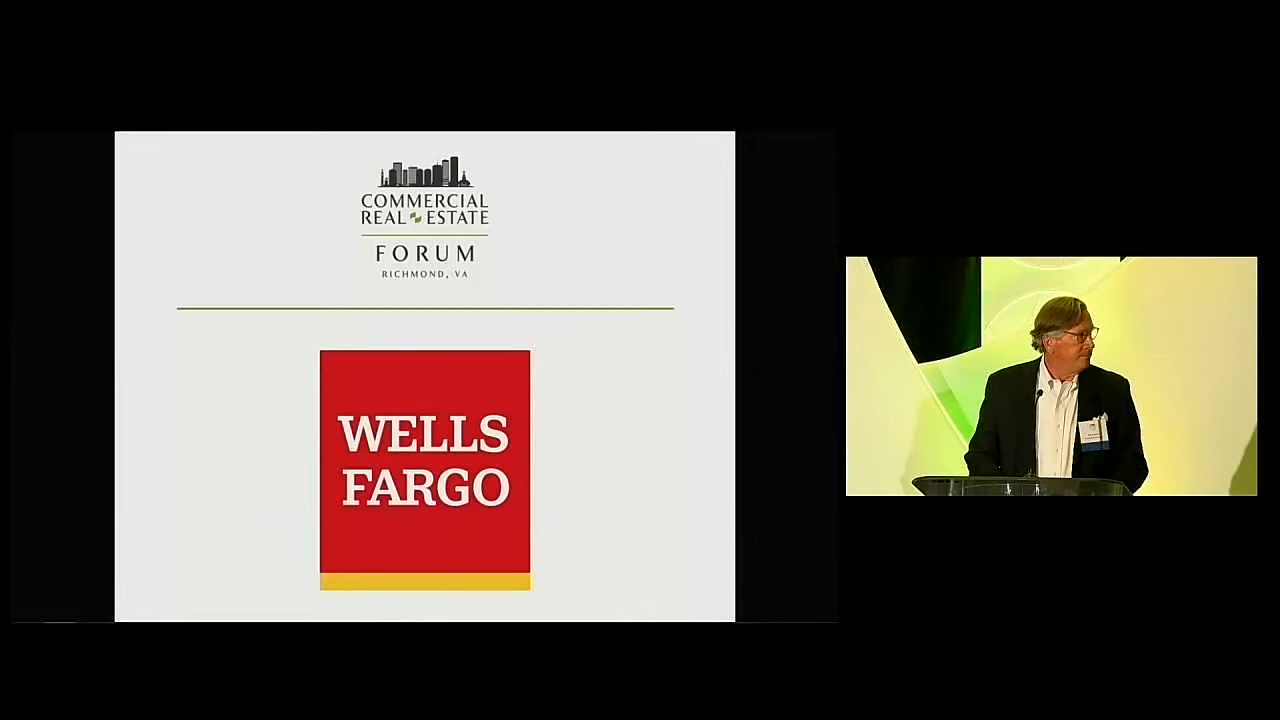 COMMERCIAL
REAL ESTATE
FORUM
RICHMOND, VA
WELLS
FARGO